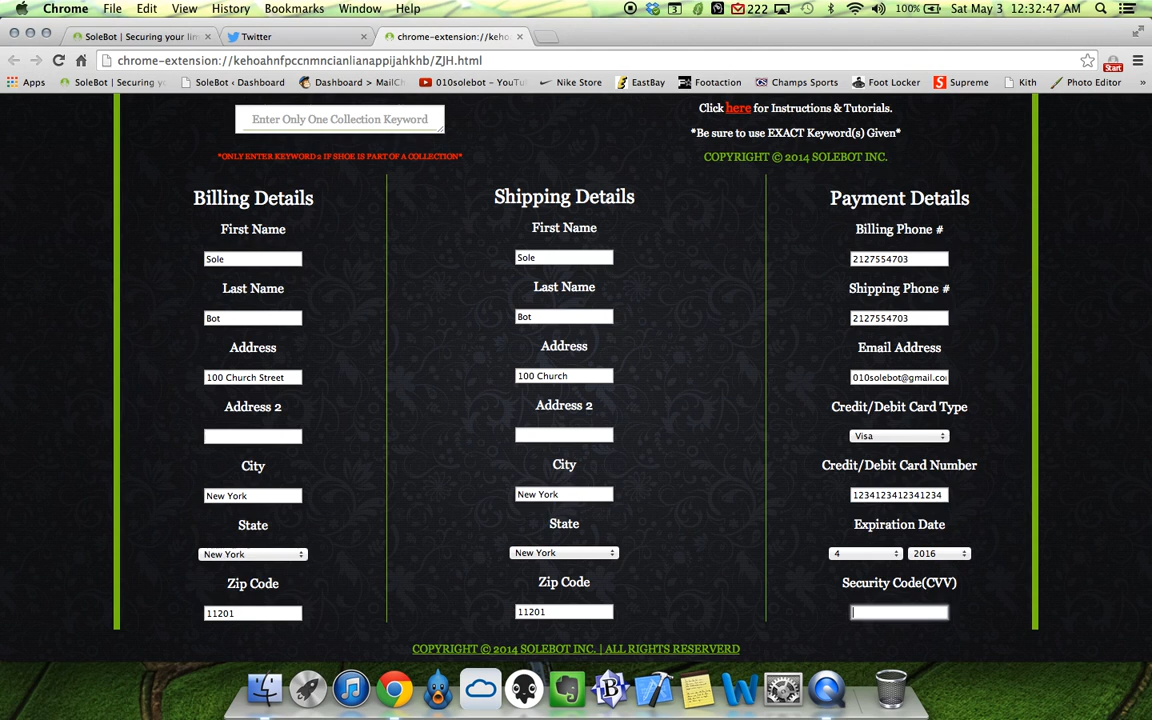 Chrome File Edit View History Bookmarks Window Help 3 222 100% Sat May 3 12:32:47 AM
SoleBot | Securing your lim × Twitter × chrome-extension://kehoa ×
chrome-extension://kehoahnfpccnmncianlianappijahkhb/ZJH.html Start
Apps SoleBot | Securing yo SoleBot ‹ Dashboard Dashboard > MailCh 010solebot – YouTu Nike Store EastBay Footaction Champs Sports Foot Locker Supreme Kith Photo Editor »
Enter Only One Collection Keyword
*ONLY ENTER KEYWORD 2 IF SHOE IS PART OF A COLLECTION*
Click here for Instructions & Tutorials.
*Be sure to use EXACT Keyword(s) Given*
COPYRIGHT © 2014 SOLEBOT INC.
Billing Details
First Name
Sole
Last Name
Bot
Address
100 Church Street
Address 2
City
New York
State
New York
Zip Code
11201
Shipping Details
First Name
Sole
Last Name
Bot
Address
100 Church
Address 2
City
New York
State
New York
Zip Code
11201
Payment Details
Billing Phone #
2127554703
Shipping Phone #
2127554703
Email Address
010solebot@gmail.co
Credit/Debit Card Type
Visa
Credit/Debit Card Number
1234123412341234
Expiration Date
4 2016
Security Code(CVV)
COPYRIGHT © 2014 SOLEBOT INC. | ALL RIGHTS RESERVERD